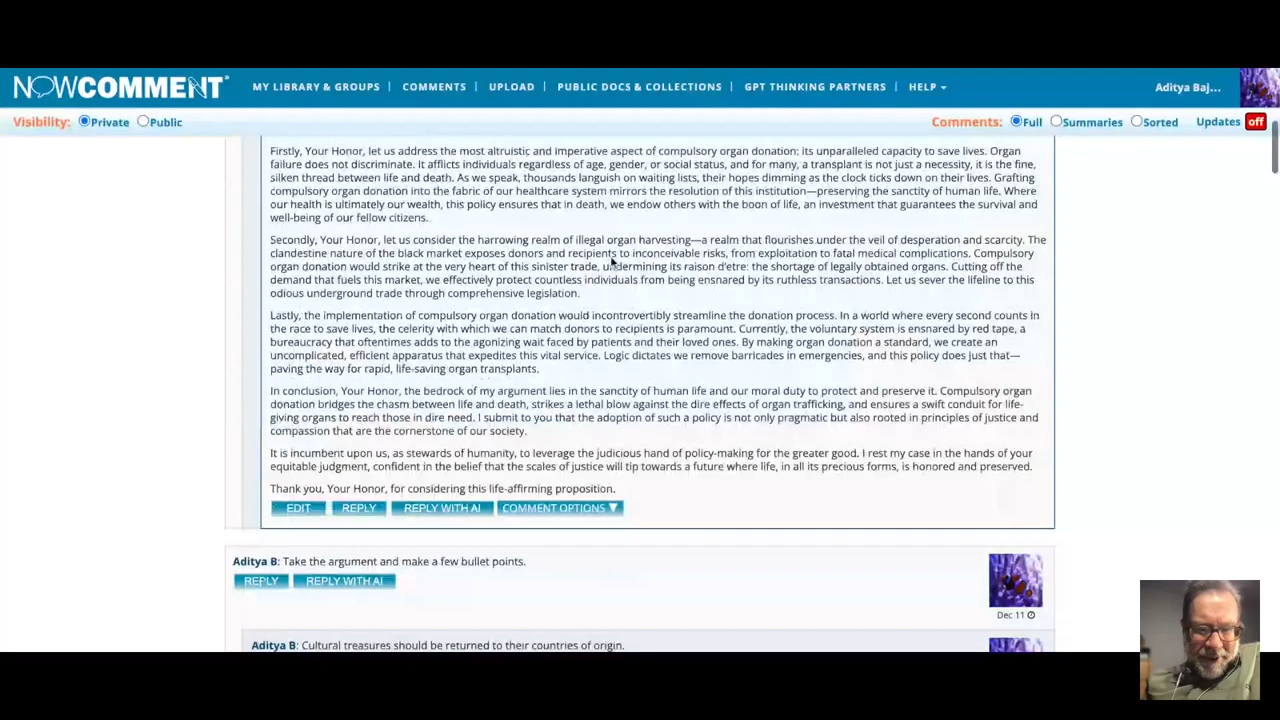 NOWCOMMENT® MY LIBRARY & GROUPS | COMMENTS | UPLOAD | PUBLIC DOCS & COLLECTIONS | GPT THINKING PARTNERS | HELP Aditya Baj...
Visibility: Private Public Comments: Full Summaries Sorted Updates off
Firstly, Your Honor, let us address the most altruistic and imperative aspect of compulsory organ donation: its unparalleled capacity to save lives. Organ
failure does not discriminate. It afflicts individuals regardless of age, gender, or social status, and for many, a transplant is not just a necessity, it is the fine,
silken thread between life and death. As we speak, thousands languish on waiting lists, their hopes dimming as the clock ticks down on their lives. Grafting
compulsory organ donation into the fabric of our healthcare system mirrors the resolution of this institution—preserving the sanctity of human life. Where
our health is ultimately our wealth, this policy ensures that in death, we endow others with the boon of life, an investment that guarantees the survival and
well-being of our fellow citizens.
Secondly, Your Honor, let us consider the harrowing realm of illegal organ harvesting—a realm that flourishes under the veil of desperation and scarcity. The
clandestine nature of the black market exposes donors and recipients to inconceivable risks, from exploitation to fatal medical complications. Compulsory
organ donation would strike at the very heart of this sinister trade, undermining its raison d'etre: the shortage of legally obtained organs. Cutting off the
demand that fuels this market, we effectively protect countless individuals from being ensnared by its ruthless transactions. Let us sever the lifeline to this
odious underground trade through comprehensive legislation.
Lastly, the implementation of compulsory organ donation would incontrovertibly streamline the donation process. In a world where every second counts in
the race to save lives, the celerity with which we can match donors to recipients is paramount. Currently, the voluntary system is ensnared by red tape, a
bureaucracy that oftentimes adds to the agonizing wait faced by patients and their loved ones. By making organ donation a standard, we create an
uncomplicated, efficient apparatus that expedites this vital service. Logic dictates we remove barricades in emergencies, and this policy does just that—
paving the way for rapid, life-saving organ transplants.
In conclusion, Your Honor, the bedrock of my argument lies in the sanctity of human life and our moral duty to protect and preserve it. Compulsory organ
donation bridges the chasm between life and death, strikes a lethal blow against the dire effects of organ trafficking, and ensures a swift conduit for life-
giving organs to reach those in dire need. I submit to you that the adoption of such a policy is not only pragmatic but also rooted in principles of justice and
compassion that are the cornerstone of our society.
It is incumbent upon us, as stewards of humanity, to leverage the judicious hand of policy-making for the greater good. I rest my case in the hands of your
equitable judgment, confident in the belief that the scales of justice will tip towards a future where life, in all its precious forms, is honored and preserved.
Thank you, Your Honor, for considering this life-affirming proposition.
EDIT REPLY REPLY WITH AI COMMENT OPTIONS ▼
Aditya B: Take the argument and make a few bullet points.
REPLY REPLY WITH AI
Dec 11
Aditya B: Cultural treasures should be returned to their countries of origin.